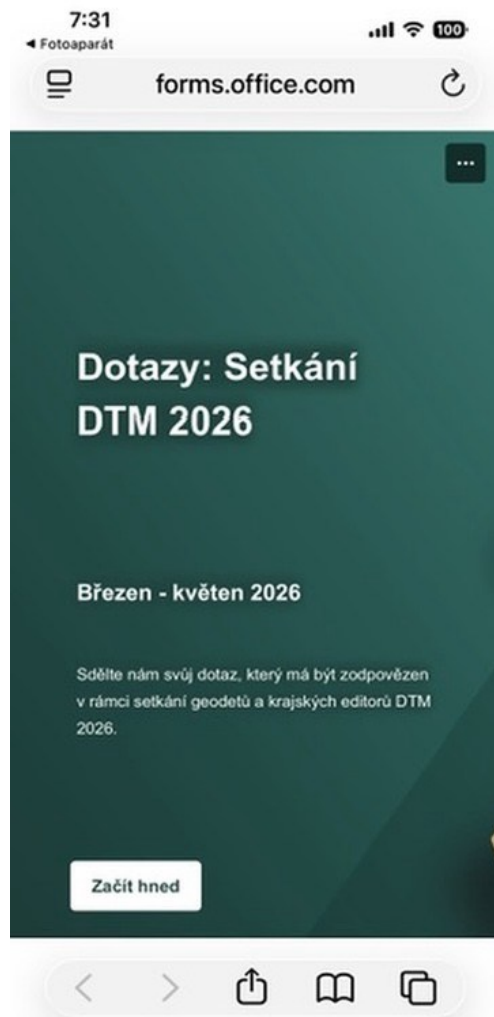 7:31
◀ Fotoaparát
100
forms.office.com
Dotazy: Setkání
DTM 2026
Březen - květen 2026
Sdělte nám svůj dotaz, který má být zodpovězen
v rámci setkání geodetů a krajských editorů DTM
2026.
Začít hned